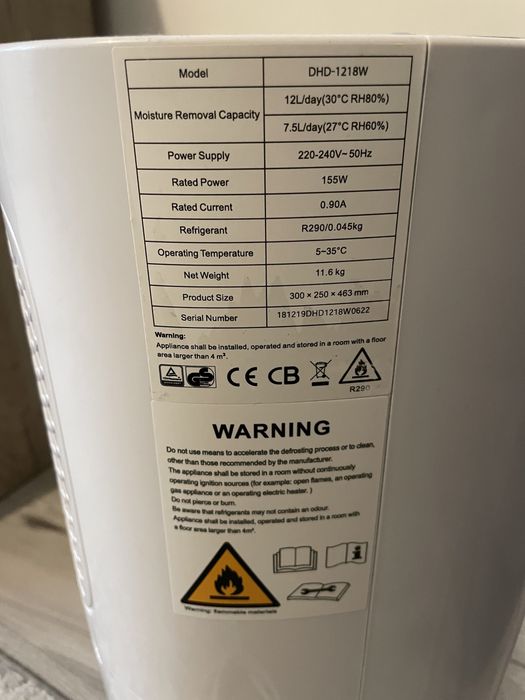 Model DHD-1218W
Moisture Removal Capacity 12L/day(30°C RH80%)
7.5L/day(27°C RH60%)
Power Supply 220-240V~50Hz
Rated Power 155W
Rated Current 0.90A
Refrigerant R290/0.045kg
Operating Temperature 5~35°C
Net Weight 11.6 kg
Product Size 300 × 250 × 463 mm
Serial Number 181219DHD1218W0622
Warning:
Appliance shall be installed, operated and stored in a room with a floor
area larger than 4 m².
GS CE CB
R290
WARNING
Do not use means to accelerate the defrosting process or to clean,
other than those recommended by the manufacturer.
The appliance shall be stored in a room without continuously
operating ignition sources (for example: open flames, an operating
gas appliance or an operating electric heater. )
Do not pierce or burn.
Be aware that refrigerants may not contain an odour.
Appliance shall be installed, operated and stored in a room with
a floor area larger than 4m².
Warning: flammable materials